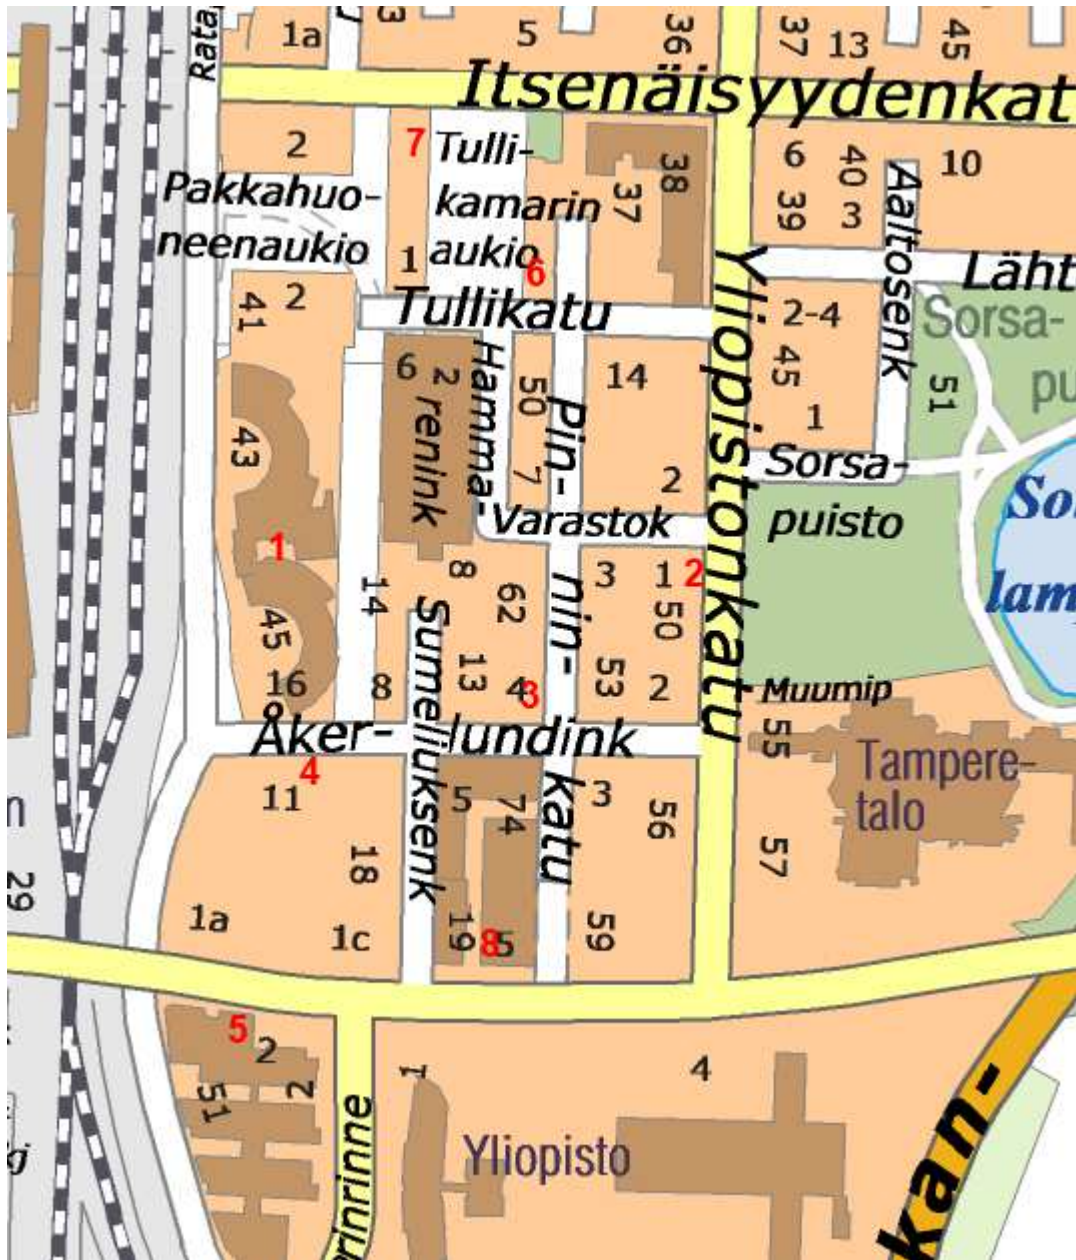 Rata
1a
3
5
36
37
13
45
Itsenäisyydenkat
2
7
Tulli-
kamarin
aukio
37
38
6
39
40
3
10
Aaltosenk
Pakkahuo-
neenaukio
1
6
Läht
41
2
Tullikatu
Yliopistonkatu
2-4
45
1
Sorsa-
pu
51
6
2
renink
Hamma-
50
7
Pin-
nin-
katu
14
2
43
Sorsa-
puisto
Varastok
So
lam
1
14
8
62
3
1
2
50
Summeliuksenk
45
16
8
13
4
3
53
2
Muumip
Åker-
lundink
55
Tampere-
talo
4
11
5
74
3
56
57
n
29
18
1a
1c
19
8
5
59
5
2
2
51
1
4
Yliopisto
rinrinne
kan-